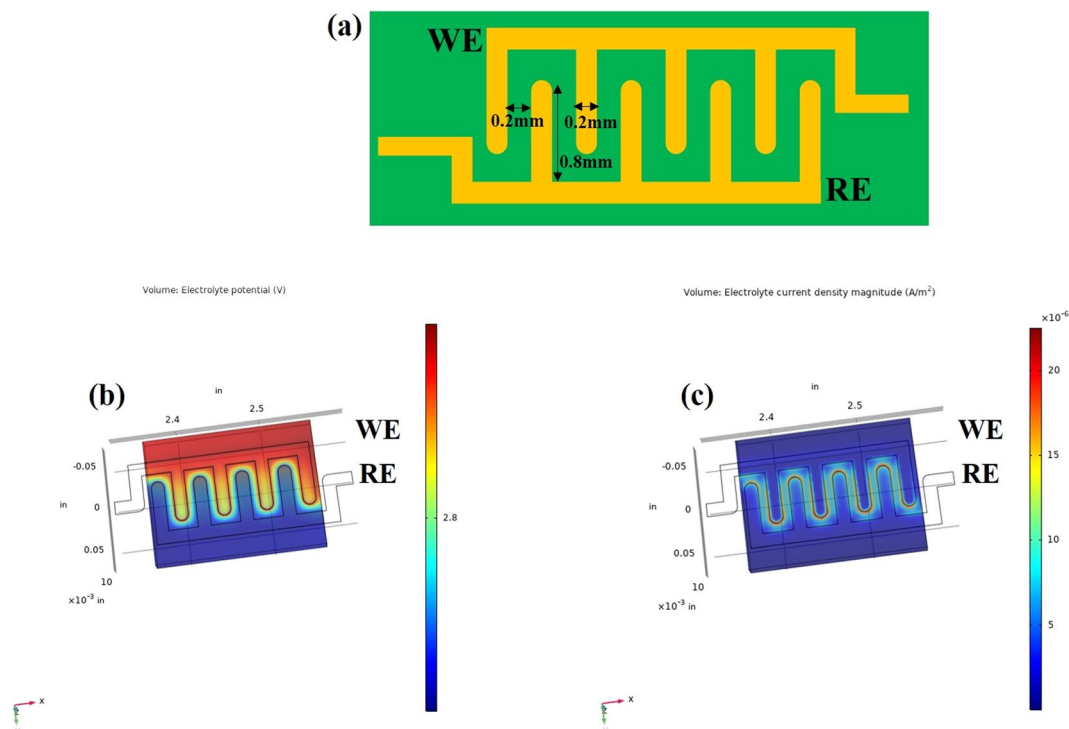 (a)
WE
0.2mm
0.2mm
0.8mm
RE
Volume: Electrolyte potential (V)
(b)
in
2.4
2.5
WE
RE
-0.05
in
0
0.05
10
×10⁻³ in
2.8
x
z
Volume: Electrolyte current density magnitude (A/m²)
×10⁻⁶
(c)
in
2.4
2.5
WE
RE
-0.05
in
0
0.05
10
×10⁻³ in
20
15
10
5
x
z